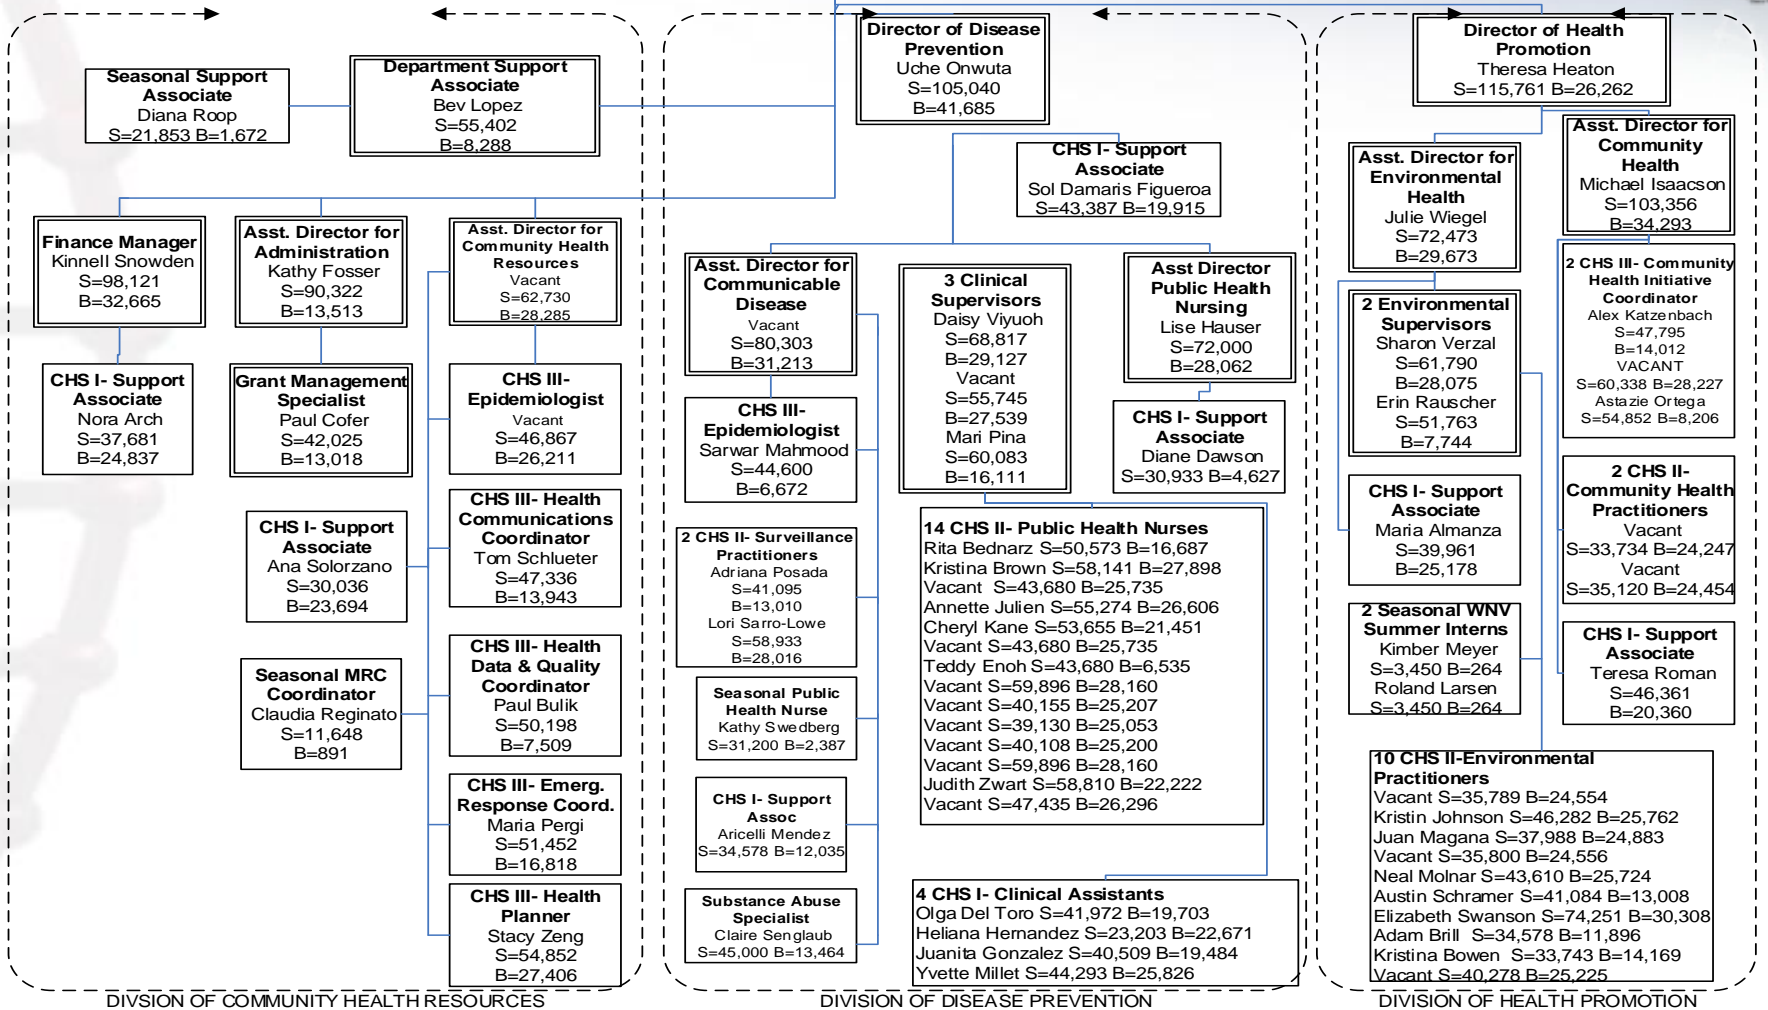 Seasonal Support
Associate
Diana Roop
S=21,853 B=1,672
Department Support
Associate
Bev Lopez
S=55,402
B=8,288
Finance Manager
Kinnell Snowden
S=98,121
B=32,665
Asst. Director for
Administration
Kathy Fosser
S=90,322
B=13,513
Asst. Director for
Community Health
Resources
Vacant
S=62,730
B=28,285
CHS I- Support
Associate
Nora Arch
S=37,681
B=24,837
Grant Management
Specialist
Paul Cofer
S=42,025
B=13,018
CHS III-
Epidemiologist
Vacant
S=46,867
B=26,211
CHS I- Support
Associate
Ana Solorzano
S=30,036
B=23,694
CHS III- Health
Communications
Coordinator
Tom Schlueter
S=47,336
B=13,943
Seasonal MRC
Coordinator
Claudia Reginato
S=11,648
B=891
CHS III- Health
Data & Quality
Coordinator
Paul Bulik
S=50,198
B=7,509
CHS III- Emerg.
Response Coord.
Maria Pergi
S=51,452
B=16,818
CHS III- Health
Planner
Stacy Zeng
S=54,852
B=27,406
DIVSION OF COMMUNITY HEALTH RESOURCES
Director of Disease
Prevention
Uche Onwuta
S=105,040
B=41,685
CHS I- Support
Associate
Sol Damaris Figueroa
S=43,387 B=19,915
Asst. Director for
Communicable
Disease
Vacant
S=80,303
B=31,213
3 Clinical
Supervisors
Daisy Viyuoh
S=68,817
B=29,127
Vacant
S=55,745
B=27,539
Mari Pina
S=60,083
B=16,111
Asst Director
Public Health
Nursing
Lise Hauser
S=72,000
B=28,062
CHS III-
Epidemiologist
Sarwar Mahmood
S=44,600
B=6,672
CHS I- Support
Associate
Diane Dawson
S=30,933 B=4,627
2 CHS II- Surveillance
Practitioners
Adriana Posada
S=41,095
B=13,010
Lori Sarro-Lowe
S=58,933
B=28,016
Seasonal Public
Health Nurse
Kathy Swedberg
S=31,200 B=2,387
CHS I- Support
Assoc
Aricelli Mendez
S=34,578 B=12,035
Substance Abuse
Specialist
Claire Senglaub
S=45,000 B=13,464
14 CHS II- Public Health Nurses
Rita Bednarz S=50,573 B=16,687
Kristina Brown S=58,141 B=27,898
Vacant S=43,680 B=25,735
Annette Julien S=55,274 B=26,606
Cheryl Kane S=53,655 B=21,451
Vacant S=43,680 B=25,735
Teddy Enoh S=43,680 B=6,535
Vacant S=59,896 B=28,160
Vacant S=40,155 B=25,207
Vacant S=39,130 B=25,053
Vacant S=40,108 B=25,200
Vacant S=59,896 B=28,160
Judith Zwart S=58,810 B=22,222
Vacant S=47,435 B=26,296
4 CHS I- Clinical Assistants
Olga Del Toro S=41,972 B=19,703
Heliana Hernandez S=23,203 B=22,671
Juanita Gonzalez S=40,509 B=19,484
Yvette Millet S=44,293 B=25,826
DIVISION OF DISEASE PREVENTION
Director of Health
Promotion
Theresa Heaton
S=115,761 B=26,262
Asst. Director for
Environmental
Health
Julie Wiegel
S=72,473
B=29,673
Asst. Director for
Community
Health
Michael Isaacson
S=103,356
B=34,293
2 Environmental
Supervisors
Sharon Verzal
S=61,790
B=28,075
Erin Rauscher
S=51,763
B=7,744
2 CHS III- Community
Health Initiative
Coordinator
Alex Katzenbach
S=47,795
B=14,012
VACANT
S=60,338 B=28,227
Astazie Ortega
S=54,852 B=8,206
CHS I- Support
Associate
Maria Almanza
S=39,961
B=25,178
2 CHS II-
Community Health
Practitioners
Vacant
S=33,734 B=24,247
Vacant
S=35,120 B=24,454
2 Seasonal WNV
Summer Interns
Kimber Meyer
S=3,450 B=264
Roland Larsen
S=3,450 B=264
CHS I- Support
Associate
Teresa Roman
S=46,361
B=20,360
10 CHS II-Environmental
Practitioners
Vacant S=35,789 B=24,554
Kristin Johnson S=46,282 B=25,762
Juan Magana S=37,988 B=24,883
Vacant S=35,800 B=24,556
Neal Molnar S=43,610 B=25,724
Austin Schramer S=41,084 B=13,008
Elizabeth Swanson S=74,251 B=30,308
Adam Brill S=34,578 B=11,896
Kristina Bowen S=33,743 B=14,169
Vacant S=40,278 B=25,225
DIVISION OF HEALTH PROMOTION